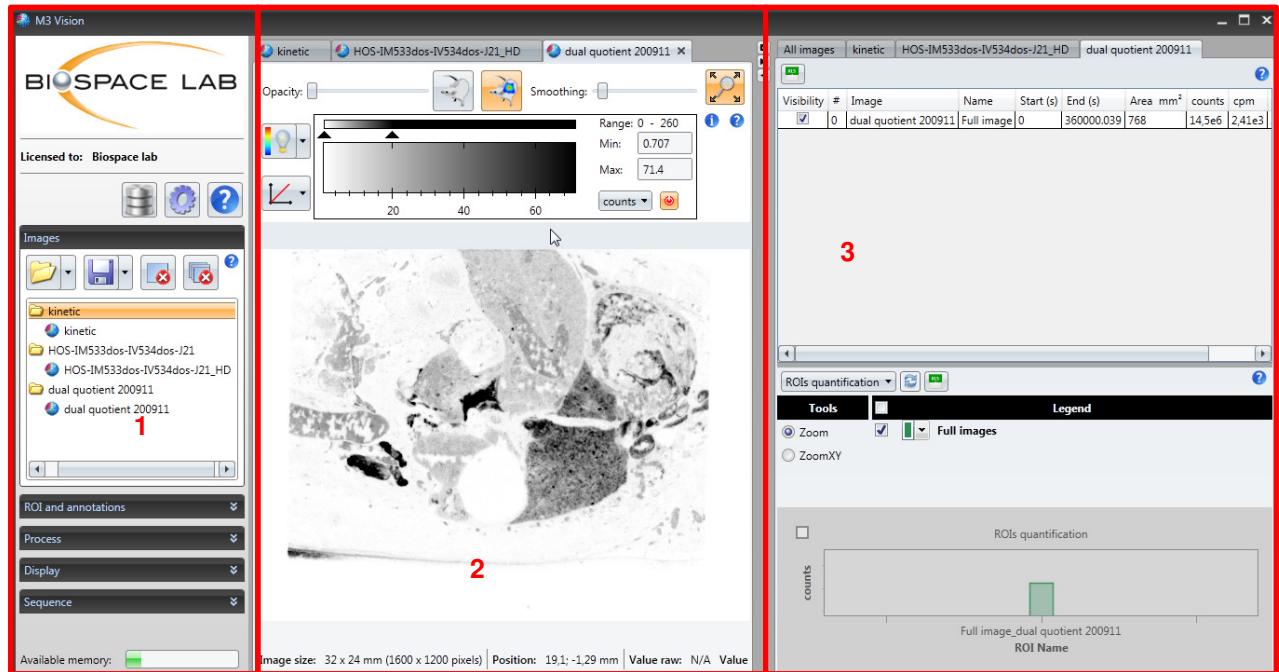 M3 Vision
BIOSPACE LAB
Licensed to: Biospace lab
Images
kinetic
kinetic
HOS-IM533dos-IV534dos-J21
HOS-IM533dos-IV534dos-J21_HD
dual quotient 200911
dual quotient 200911
1
ROI and annotations
Process
Display
Sequence
Available memory:
kinetic HOS-IM533dos-IV534dos-J21_HD dual quotient 200911
Opacity: Smoothing:
Range: 0 - 260
Min: 0.707
Max: 71.4
counts
20 40 60
2
Image size: 32 x 24 mm (1600 x 1200 pixels) Position: 19,1; -1,29 mm Value raw: N/A Value
All images kinetic HOS-IM533dos-IV534dos-J21_HD dual quotient 200911
XLS
Visibility # Image Name Start (s) End (s) Area mm² counts cpm
0 dual quotient 200911 Full image 0 360000.039 768 14,5e6 2,41e3
3
ROIs quantification XLS
Tools Legend
Zoom Full images
ZoomXY
ROIs quantification
counts
Full image_dual quotient 200911
ROI Name